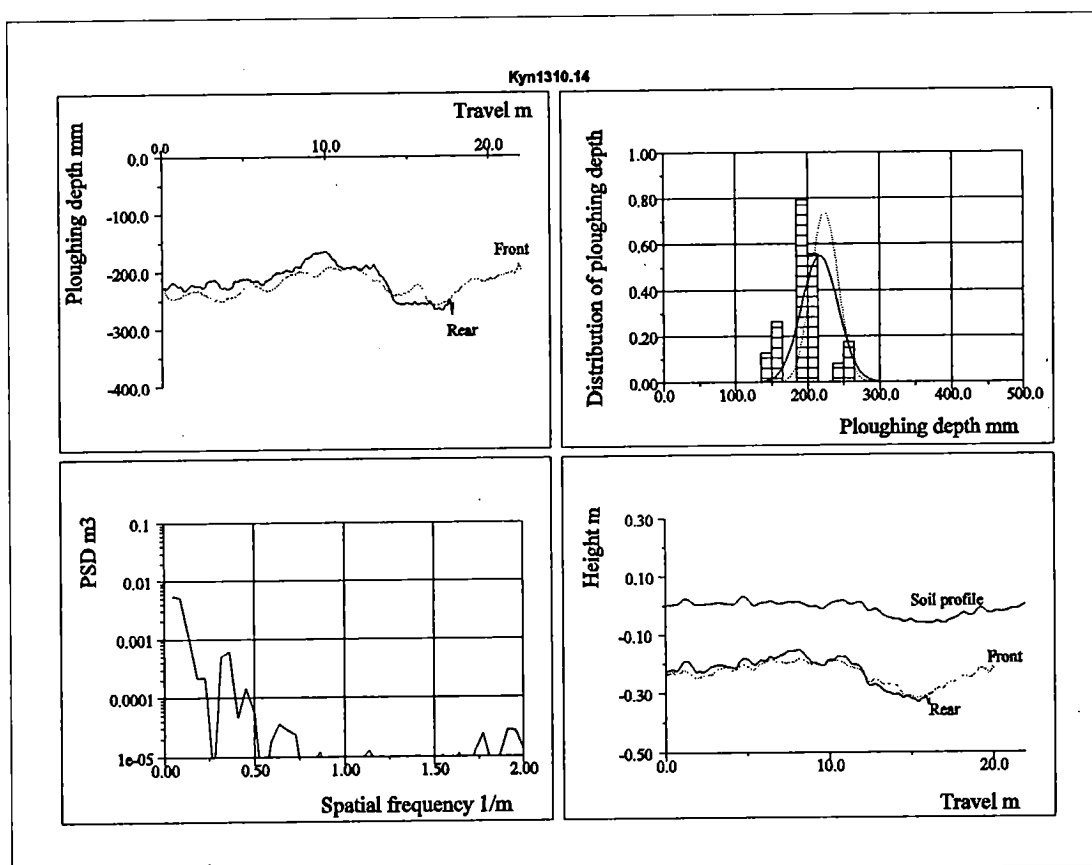 Kyn1310.14
Travel m
0.0 10.0 20.0
Ploughing depth mm
0.0
-100.0
-200.0
-300.0
-400.0
Front
Rear
Distribution of ploughing depth
1.00
0.80
0.60
0.40
0.20
0.00
0.0 100.0 200.0 300.0 400.0 500.0
Ploughing depth mm
PSD m3
0.1
0.01
0.001
0.0001
1e-05
0.00 0.50 1.00 1.50 2.00
Spatial frequency 1/m
Height m
0.30
0.10
-0.10
-0.30
-0.50
Soil profile
Front
Rear
0.0 10.0 20.0
Travel m